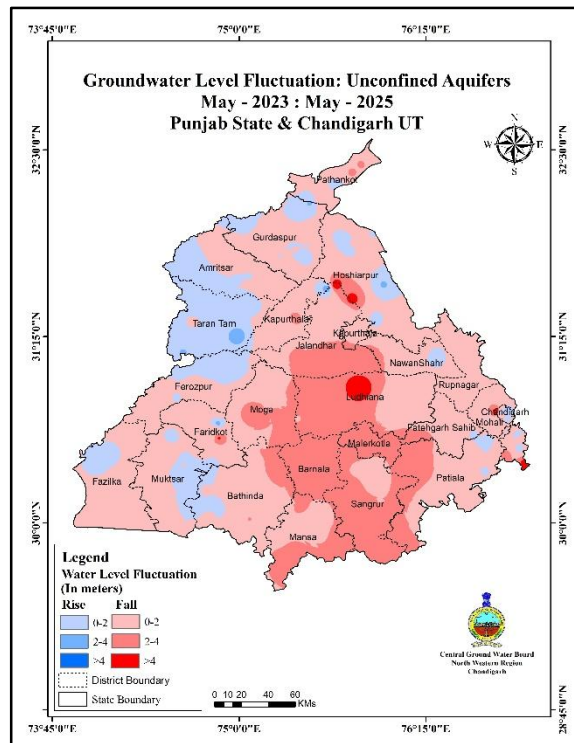 73°45'0"E 75°0'0"E 76°15'0"E
Groundwater Level Fluctuation: Unconfined Aquifers
May - 2023 : May - 2025
Punjab State & Chandigarh UT
N
W E
S
32°30'0"N 32°30'0"N
Pathankot
Gurdaspur
Amritsar
Hoshiarpur
Taran Tarn
Kapurthala
Kapurthala
31°15'0"N 31°15'0"N
Jalandhar
NawanShahr
Ferozpur
Rupnagar
Ludhiana
Moga
Chandigarh
Mohali
Faridkot
Fatehgarh Sahib
Malerkotla
Fazilka
Muktsar
Barnala
Patiala
Bathinda
Sangrur
30°0'0"N 30°0'0"N
Mansa
Legend
Water Level Fluctuation
(In meters)
Rise Fall
0-2 0-2
2-4 2-4
>4 >4
District Boundary
State Boundary
0 10 20 40 60
KMs
Central Ground Water Board
North Western Region
Chandigarh
28°45'0"N 28°45'0"N
73°45'0"E 75°0'0"E 76°15'0"E